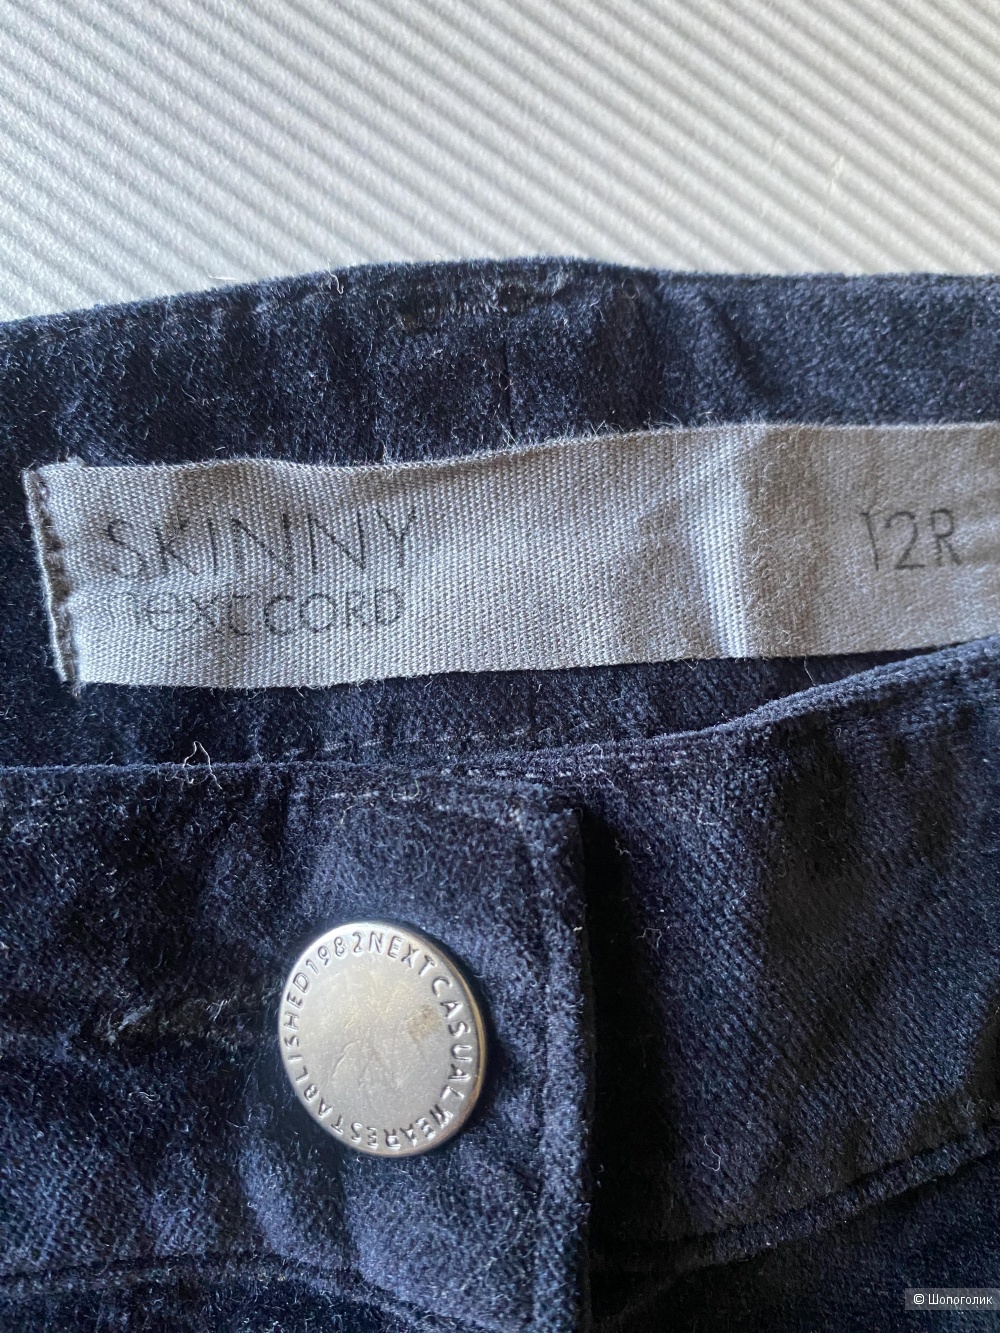 SKINNY
12R
next CORD
ESTABLISHED 1982 NEXT CASUAL WEAR
© Шопоголик